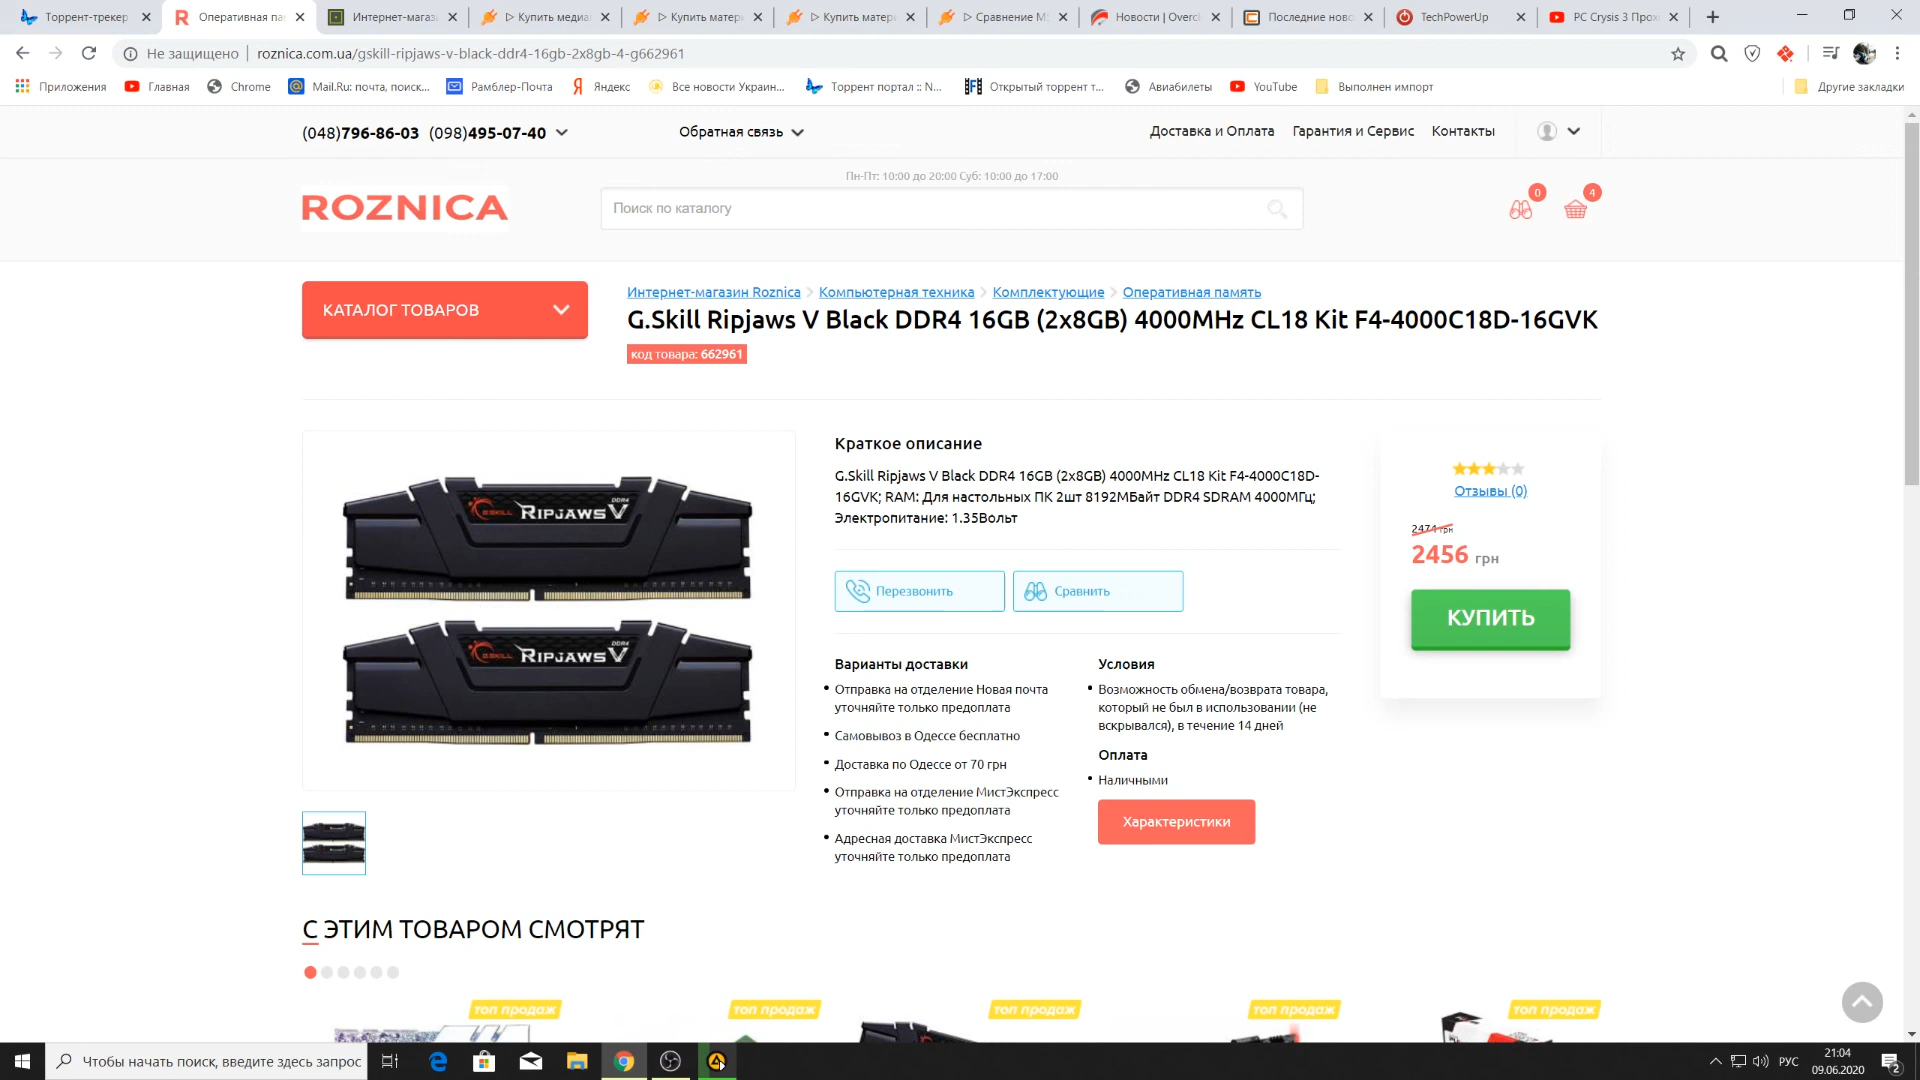 Торрент-трекер
Оперативная па
Интернет-магаз
▷ Купить медиа
▷ Купить матер
▷ Купить матер
▷ Сравнение M
Новости | Overc
Последние ново
TechPowerUp
PC Crysis 3 Прох
Не защищено
roznica.com.ua/gskill-ripjaws-v-black-ddr4-16gb-2x8gb-4-g662961
Приложения
Главная
Chrome
Mail.Ru: почта, поиск...
Рамблер-Почта
Яндекс
Все новости Украин...
Торрент портал :: N...
Открытый торрент т...
Авиабилеты
YouTube
Выполнен импорт
Другие закладки
(048)796-86-03 (098)495-07-40
Обратная связь
Доставка и Оплата
Гарантия и Сервис
Контакты
Пн-Пт: 10:00 до 20:00 Суб: 10:00 до 17:00
ROZNICA
Поиск по каталогу
0
4
КАТАЛОГ ТОВАРОВ
Интернет-магазин Roznica
Компьютерная техника
Комплектующие
Оперативная память
G.Skill Ripjaws V Black DDR4 16GB (2x8GB) 4000MHz CL18 Kit F4-4000C18D-16GVK
код товара: 662961
G.SKILL RIPJAWS V DDR4
G.SKILL RIPJAWS V DDR4
Краткое описание
G.Skill Ripjaws V Black DDR4 16GB (2x8GB) 4000MHz CL18 Kit F4-4000C18D-
16GVK; RAM: Для настольных ПК 2шт 8192МБайт DDR4 SDRAM 4000МГц;
Электропитание: 1.35Вольт
Перезвонить
Сравнить
Отзывы (0)
2474 грн
2456 грн
КУПИТЬ
Варианты доставки
Отправка на отделение Новая почта
уточняйте только предоплата
Самовывоз в Одессе бесплатно
Доставка по Одессе от 70 грн
Отправка на отделение МистЭкспресс
уточняйте только предоплата
Адресная доставка МистЭкспресс
уточняйте только предоплата
Условия
Возможность обмена/возврата товара,
который не был в использовании (не
вскрывался), в течение 14 дней
Оплата
Наличными
Характеристики
С ЭТИМ ТОВАРОМ СМОТРЯТ
топ продаж
топ продаж
топ продаж
топ продаж
топ продаж
Чтобы начать поиск, введите здесь запрос
РУС
21:04
09.06.2020
2